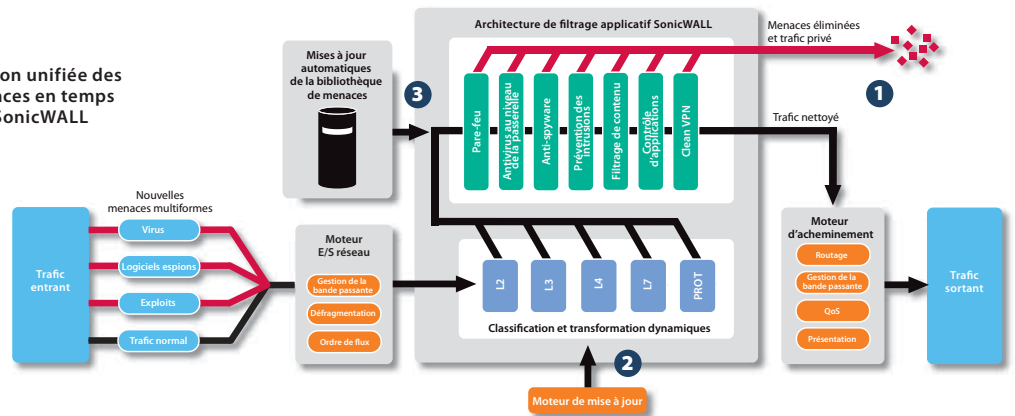 on unifiée des
aces en temps
SonicWALL
Mises à jour
automatiques
de la bibliothèque
de menaces
3
Architecture de filtrage applicatif SonicWALL
Pare-feu
Antivirus au niveau
de la passerelle
Anti-spyware
Prévention des
intrusions
Filtrage de contenu
Contrôle
d'applications
Clean VPN
Menaces éliminées
et trafic privé
1
Trafic nettoyé
Nouvelles
menaces multiformes
Trafic
entrant
Virus
Logiciels espions
Exploits
Trafic normal
Moteur
E/S réseau
Gestion de la
bande passante
Défragmentation
Ordre de flux
L2
L3
L4
L7
PROT
Classification et transformation dynamiques
2
Moteur de mise à jour
Moteur
d'acheminement
Routage
Gestion de la
bande passante
QoS
Présentation
Trafic
sortant